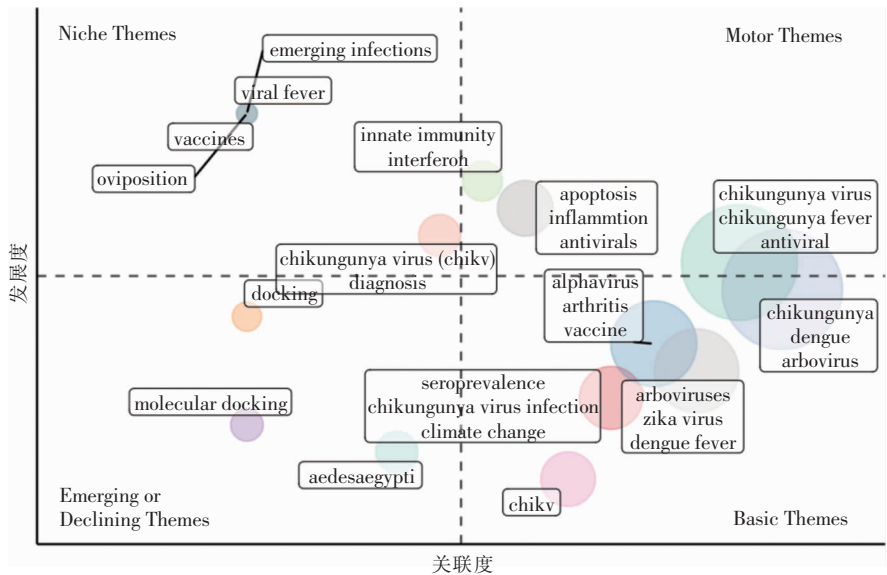 Niche Themes
Motor Themes
emerging infections
viral fever
vaccines
oviposition
innate immunity
interferoh
apoptosis
inflammtion
antivirals
chikungunya virus
chikungunya fever
antiviral
chikungunya virus (chikv)
diagnosis
docking
alphavirus
arthritis
vaccine
chikungunya
dengue
arbovirus
molecular docking
seroprevalence
chikungunya virus infection
climate change
arboviruses
zika virus
dengue fever
aedesaegypti
chikv
Emerging or
Declining Themes
Basic Themes
发展度
关联度